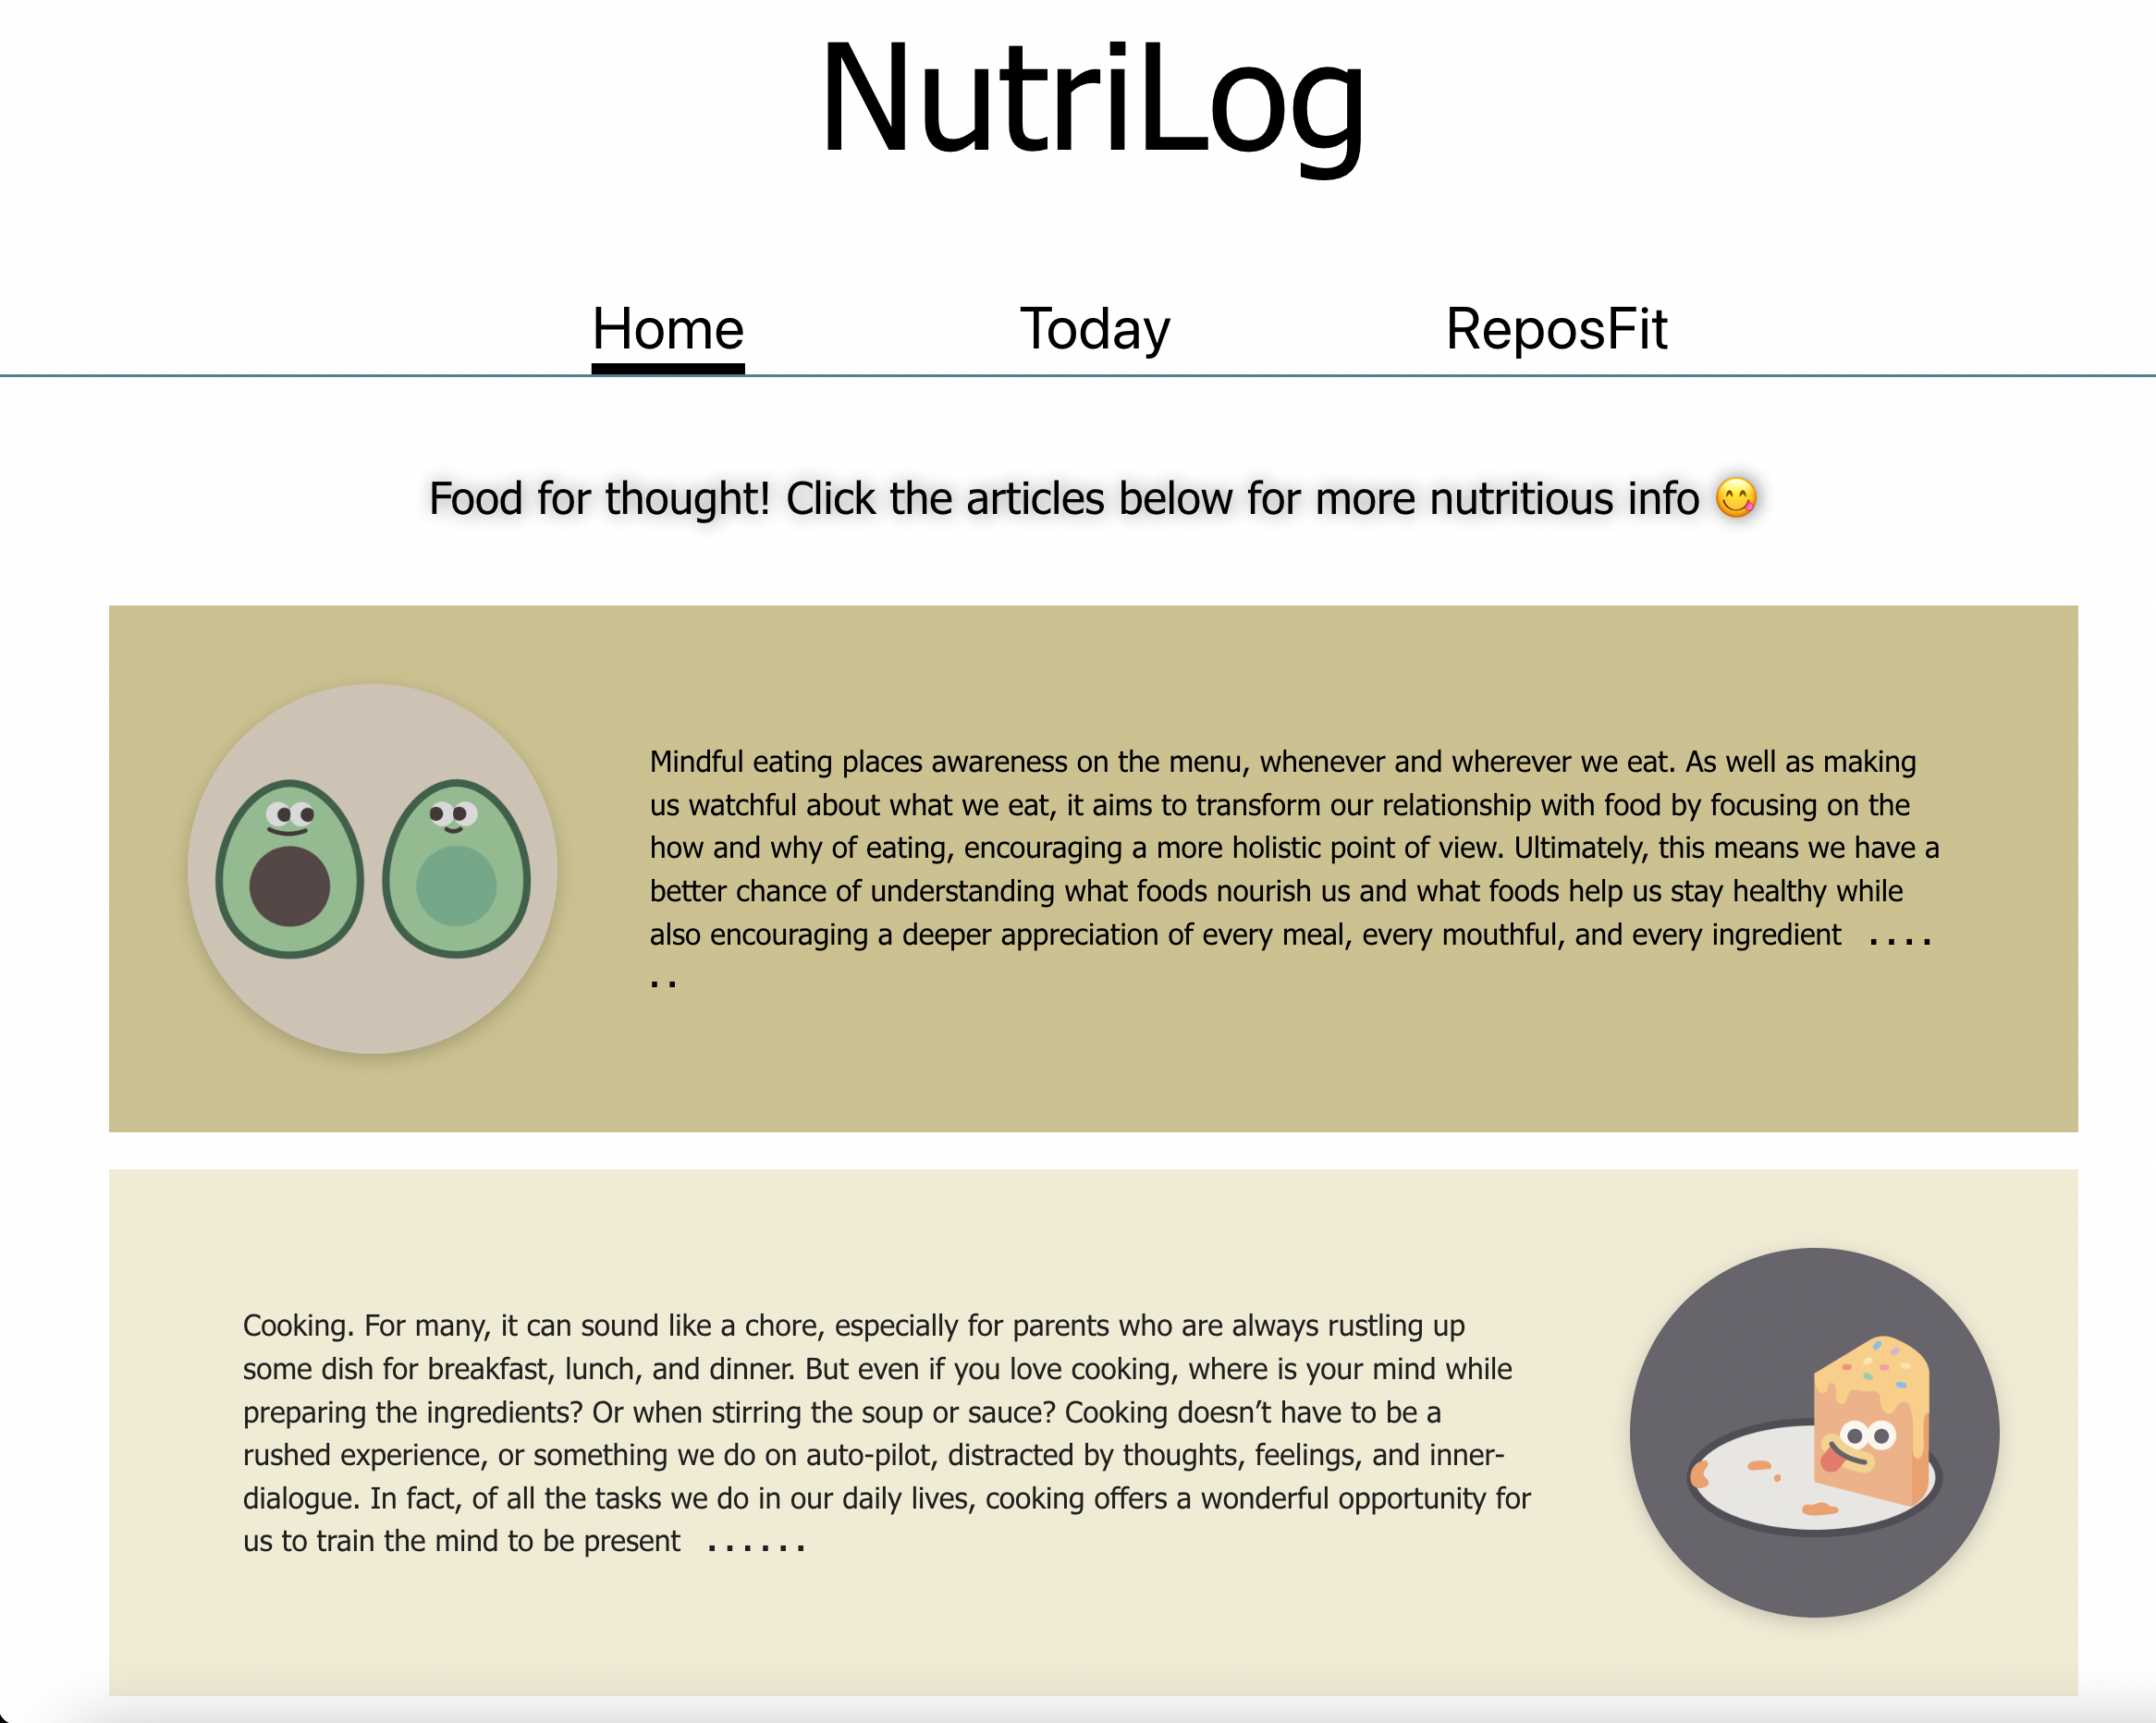 NutriLog
Home Today ReposFit
Food for thought! Click the articles below for more nutritious info 😋
Mindful eating places awareness on the menu, whenever and wherever we eat. As well as making
us watchful about what we eat, it aims to transform our relationship with food by focusing on the
how and why of eating, encouraging a more holistic point of view. Ultimately, this means we have a
better chance of understanding what foods nourish us and what foods help us stay healthy while
also encouraging a deeper appreciation of every meal, every mouthful, and every ingredient . . . .
. .
Cooking. For many, it can sound like a chore, especially for parents who are always rustling up
some dish for breakfast, lunch, and dinner. But even if you love cooking, where is your mind while
preparing the ingredients? Or when stirring the soup or sauce? Cooking doesn’t have to be a
rushed experience, or something we do on auto-pilot, distracted by thoughts, feelings, and inner-
dialogue. In fact, of all the tasks we do in our daily lives, cooking offers a wonderful opportunity for
us to train the mind to be present . . . . . .